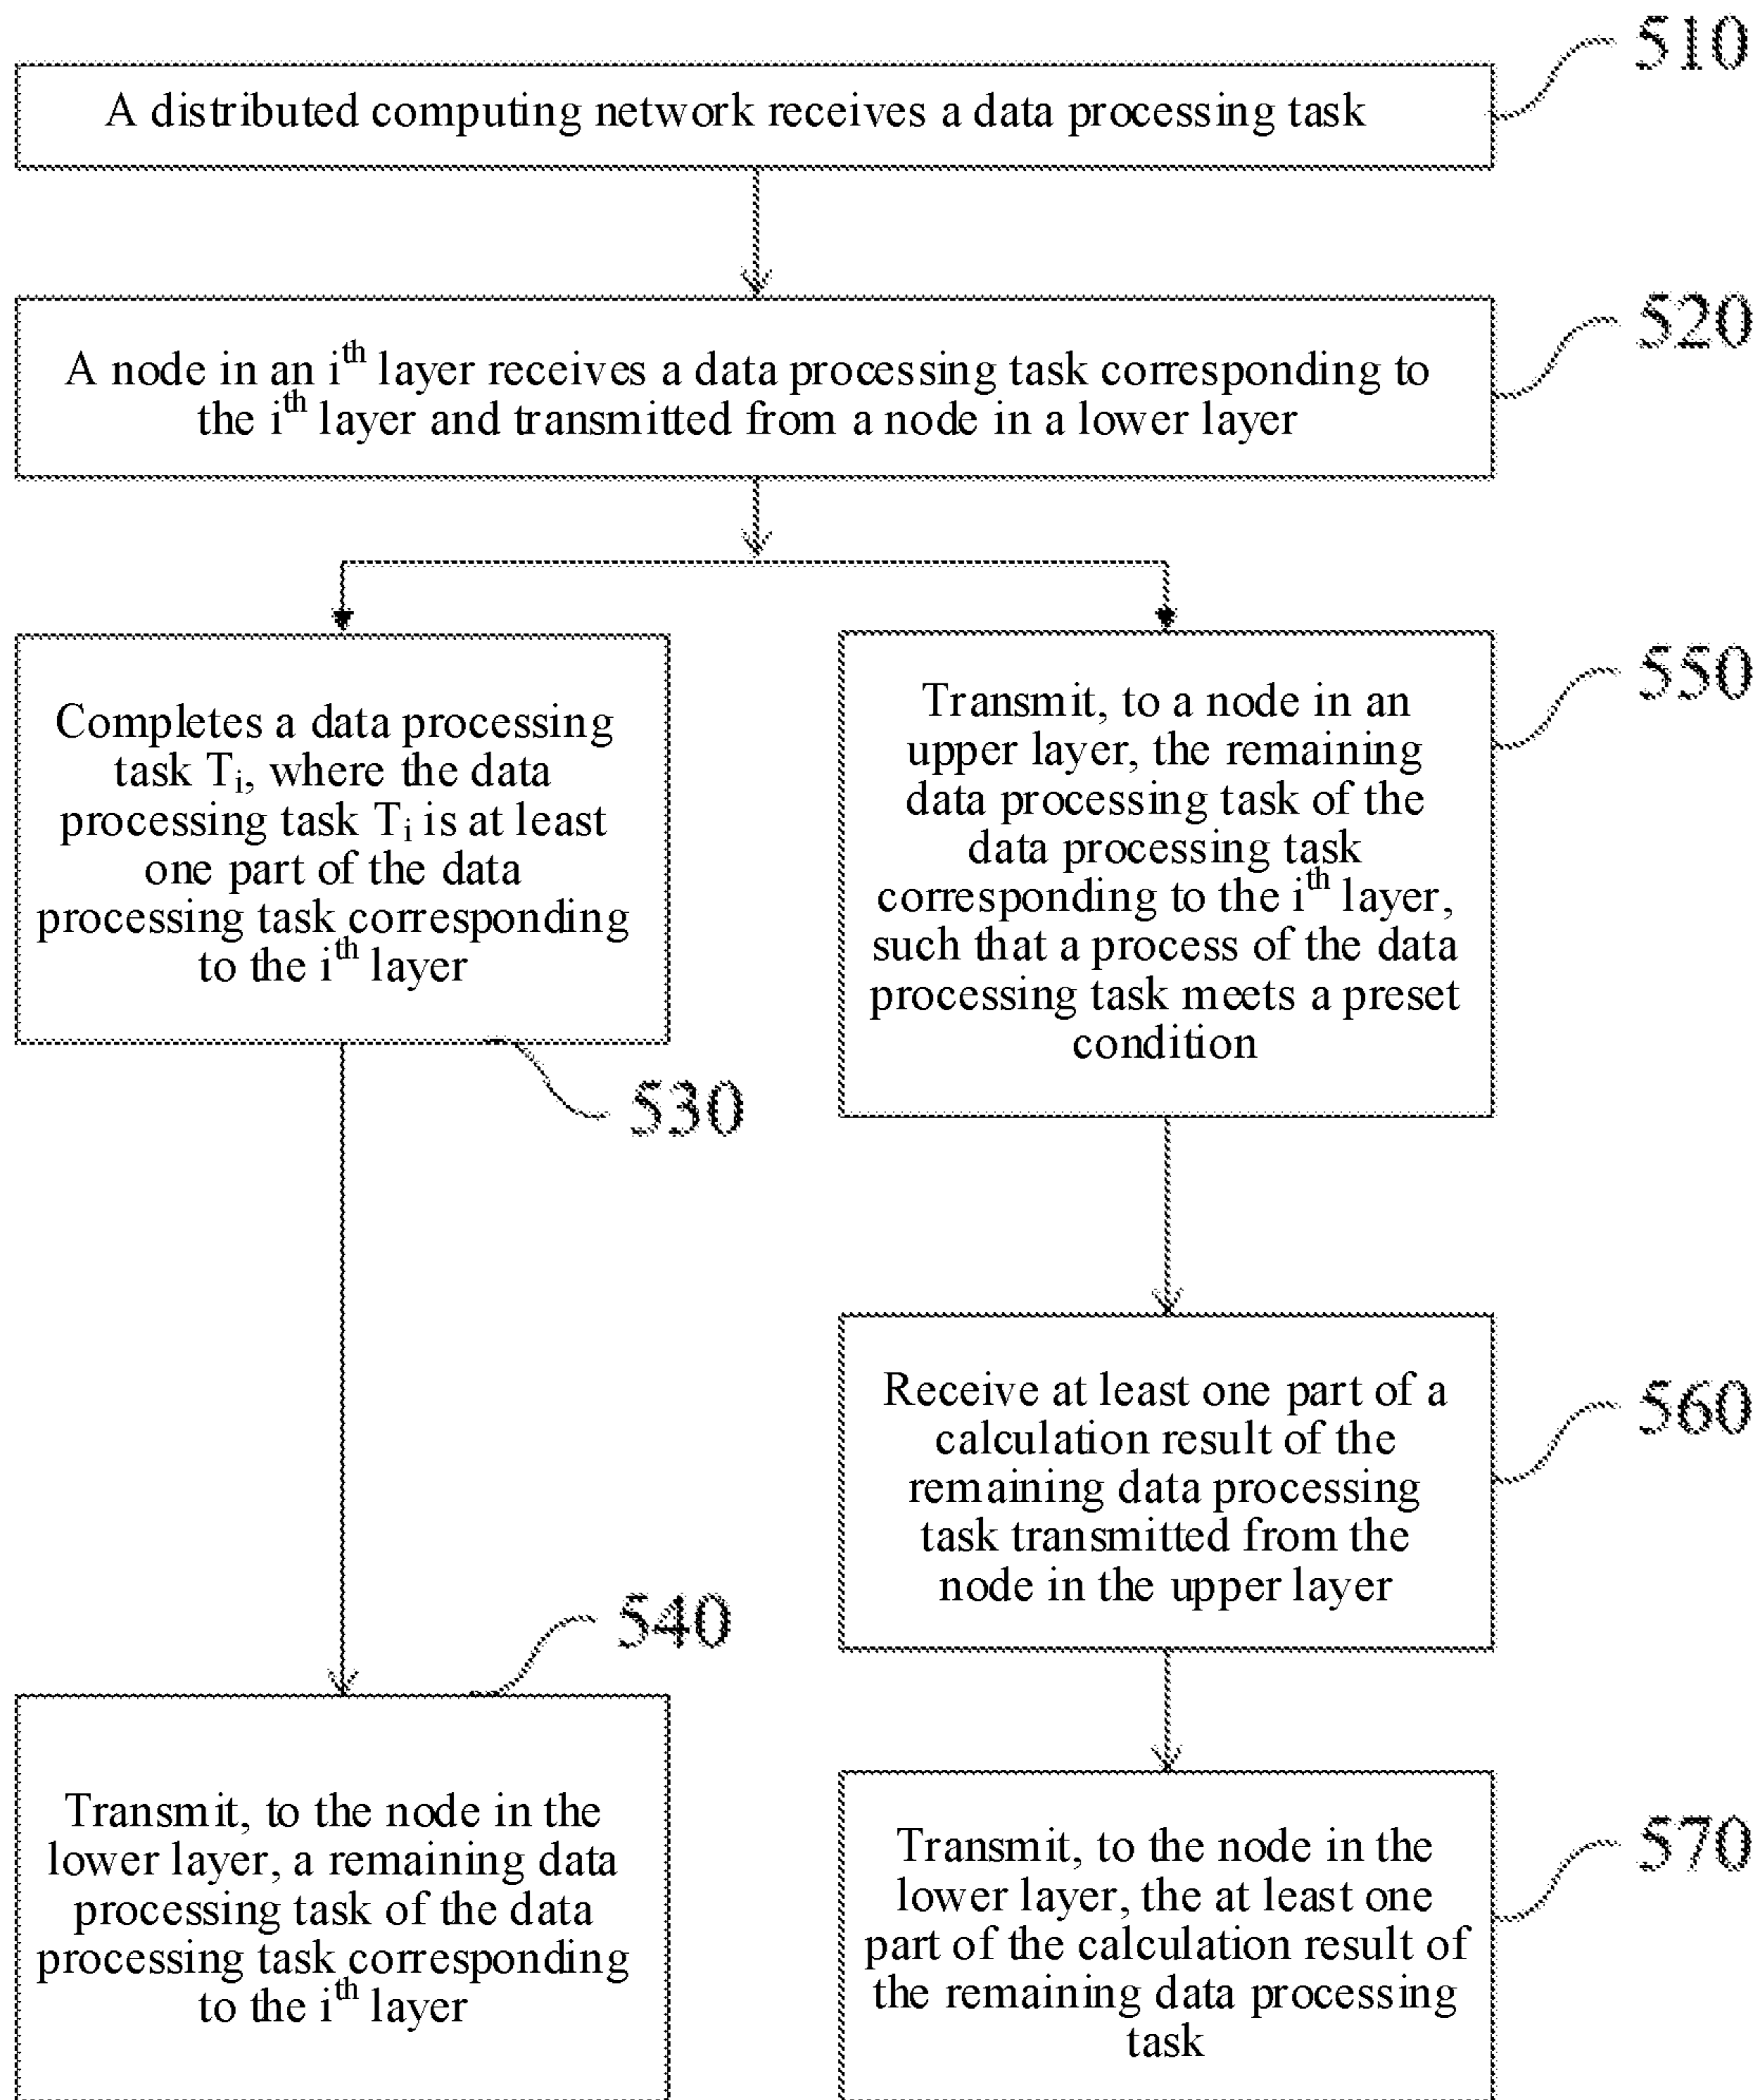 510
A distributed computing network receives a data processing task
520
A node in an i^th layer receives a data processing task corresponding to
the i^th layer and transmitted from a node in a lower layer
Completes a data processing
task T_i, where the data
processing task T_i is at least
one part of the data
processing task corresponding
to the i^th layer
530
550
Transmit, to a node in an
upper layer, the remaining
data processing task of the
data processing task
corresponding to the i^th layer,
such that a process of the data
processing task meets a preset
condition
560
Receive at least one part of a
calculation result of the
remaining data processing
task transmitted from the
node in the upper layer
540
Transmit, to the node in the
lower layer, a remaining data
processing task of the data
processing task corresponding
to the i^th layer
570
Transmit, to the node in the
lower layer, the at least one
part of the calculation result of
the remaining data processing
task